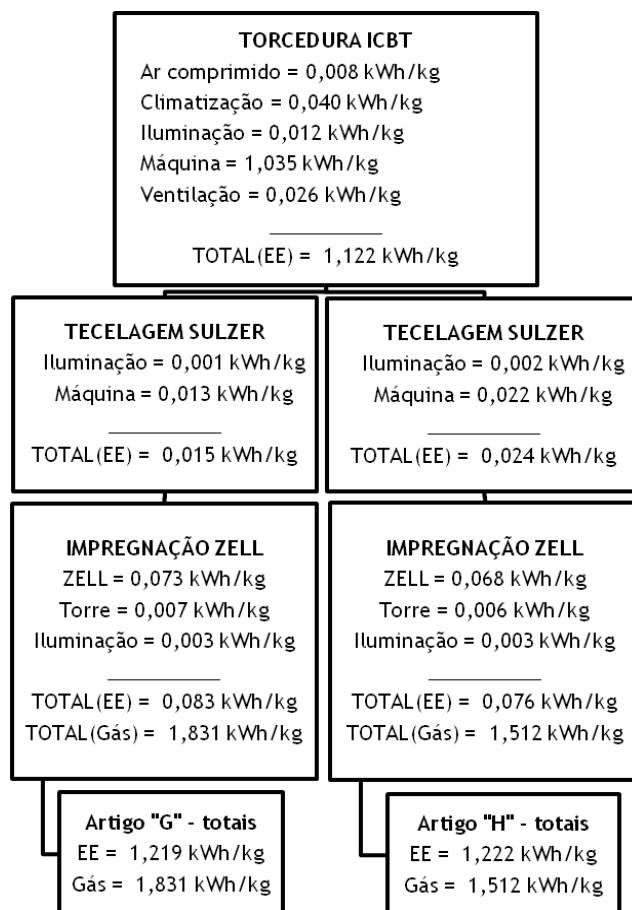 TORCEDURA ICBT
Ar comprimido = 0,008 kWh/kg
Climatização = 0,040 kWh/kg
Iluminação = 0,012 kWh/kg
Máquina = 1,035 kWh/kg
Ventilação = 0,026 kWh/kg
TOTAL(EE) = 1,122 kWh/kg
TECELAGEM SULZER
Iluminação = 0,001 kWh/kg
Máquina = 0,013 kWh/kg
TOTAL(EE) = 0,015 kWh/kg
TECELAGEM SULZER
Iluminação = 0,002 kWh/kg
Máquina = 0,022 kWh/kg
TOTAL(EE) = 0,024 kWh/kg
IMPREGNAÇÃO ZELL
ZELL = 0,073 kWh/kg
Torre = 0,007 kWh/kg
Iluminação = 0,003 kWh/kg
TOTAL(EE) = 0,083 kWh/kg
TOTAL(Gás) = 1,831 kWh/kg
IMPREGNAÇÃO ZELL
ZELL = 0,068 kWh/kg
Torre = 0,006 kWh/kg
Iluminação = 0,003 kWh/kg
TOTAL(EE) = 0,076 kWh/kg
TOTAL(Gás) = 1,512 kWh/kg
Artigo "G" - totais
EE = 1,219 kWh/kg
Gás = 1,831 kWh/kg
Artigo "H" - totais
EE = 1,222 kWh/kg
Gás = 1,512 kWh/kg